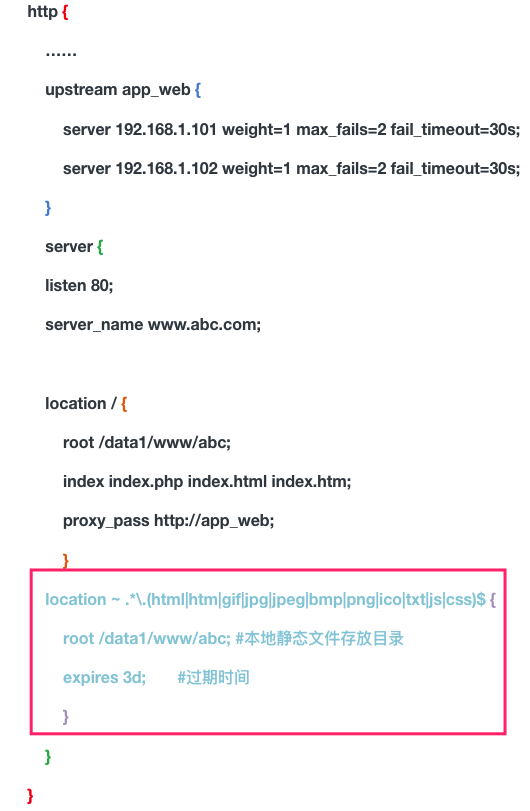 http {
……
upstream app_web {
server 192.168.1.101 weight=1 max_fails=2 fail_timeout=30s;
server 192.168.1.102 weight=1 max_fails=2 fail_timeout=30s;
}
server {
listen 80;
server_name www.abc.com;
location / {
root /data1/www/abc;
index index.php index.html index.htm;
proxy_pass http://app_web;
}
location ~ .*\.(html|htm|gif|jpg|jpeg|bmp|png|ico|txt|js|css)$ {
root /data1/www/abc; #本地静态文件存放目录
expires 3d; #过期时间
}
}
}